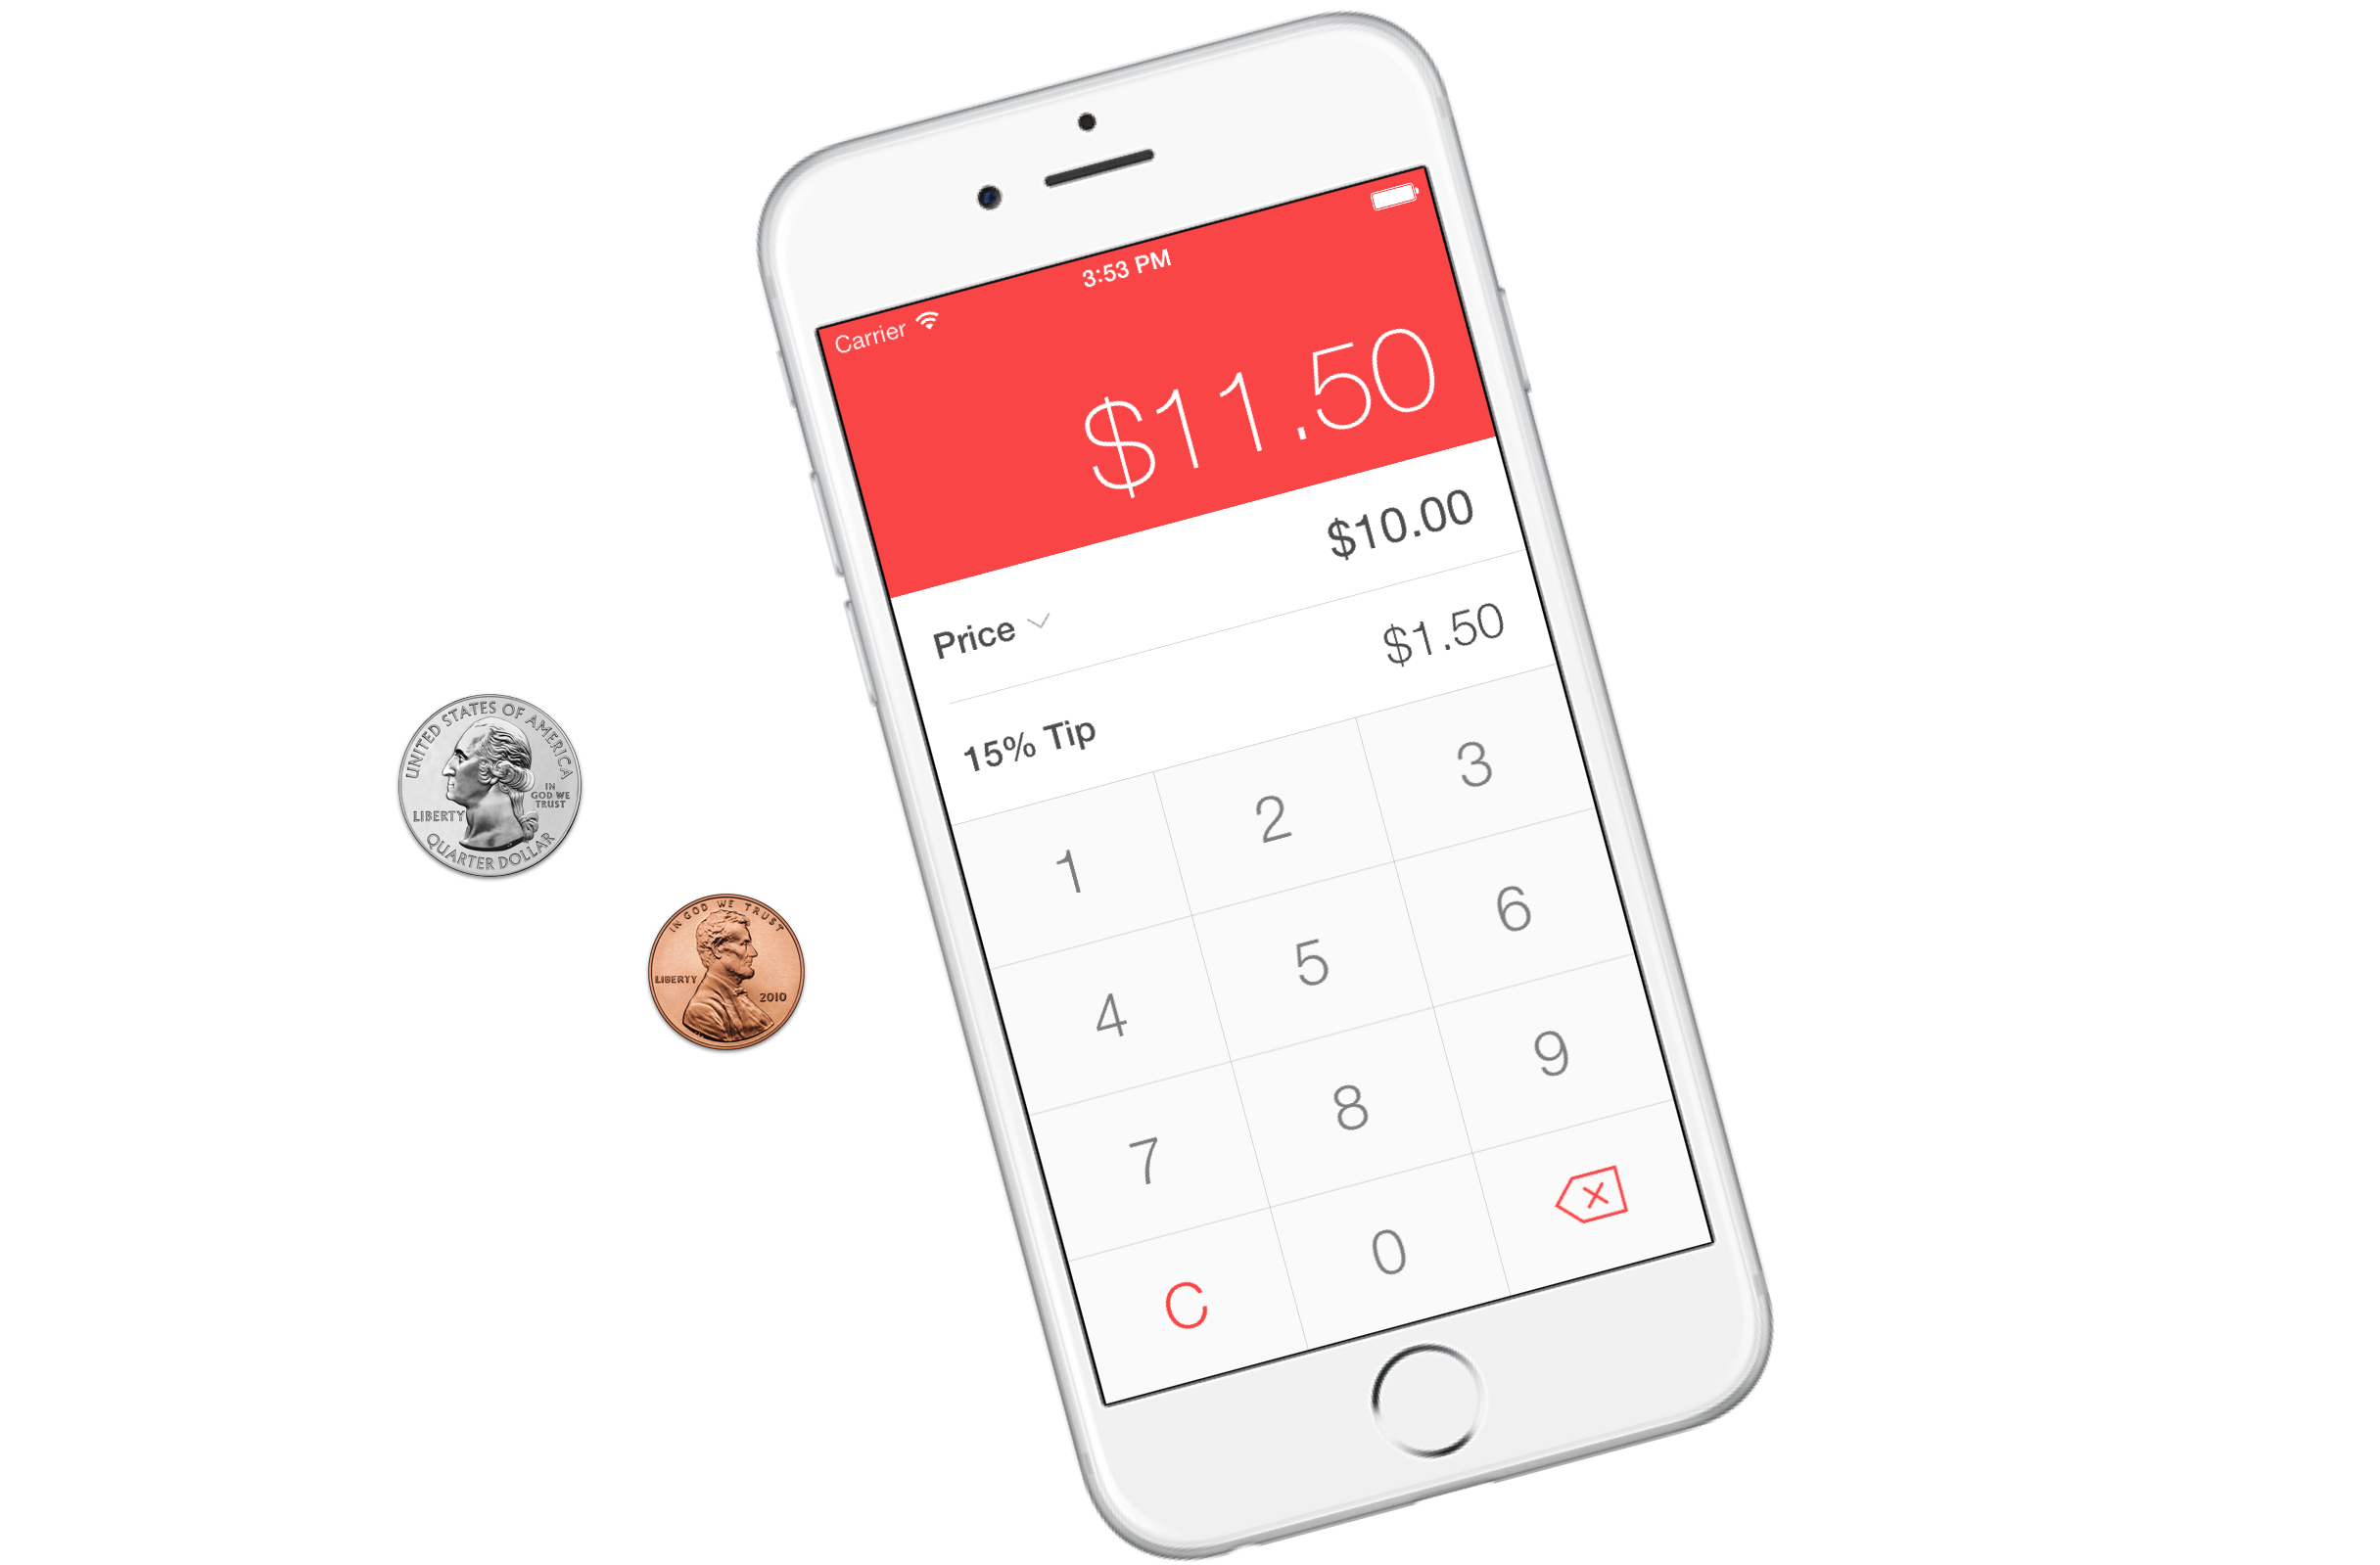 Carrier
3:53 PM
$11.50
Price
$10.00
15% Tip
$1.50
1 2 3
4 5 6
7 8 9
C 0
UNITED STATES OF AMERICA
IN
GOD WE
TRUST
LIBERTY
QUARTER DOLLAR
IN GOD WE TRUST
LIBERTY
2010